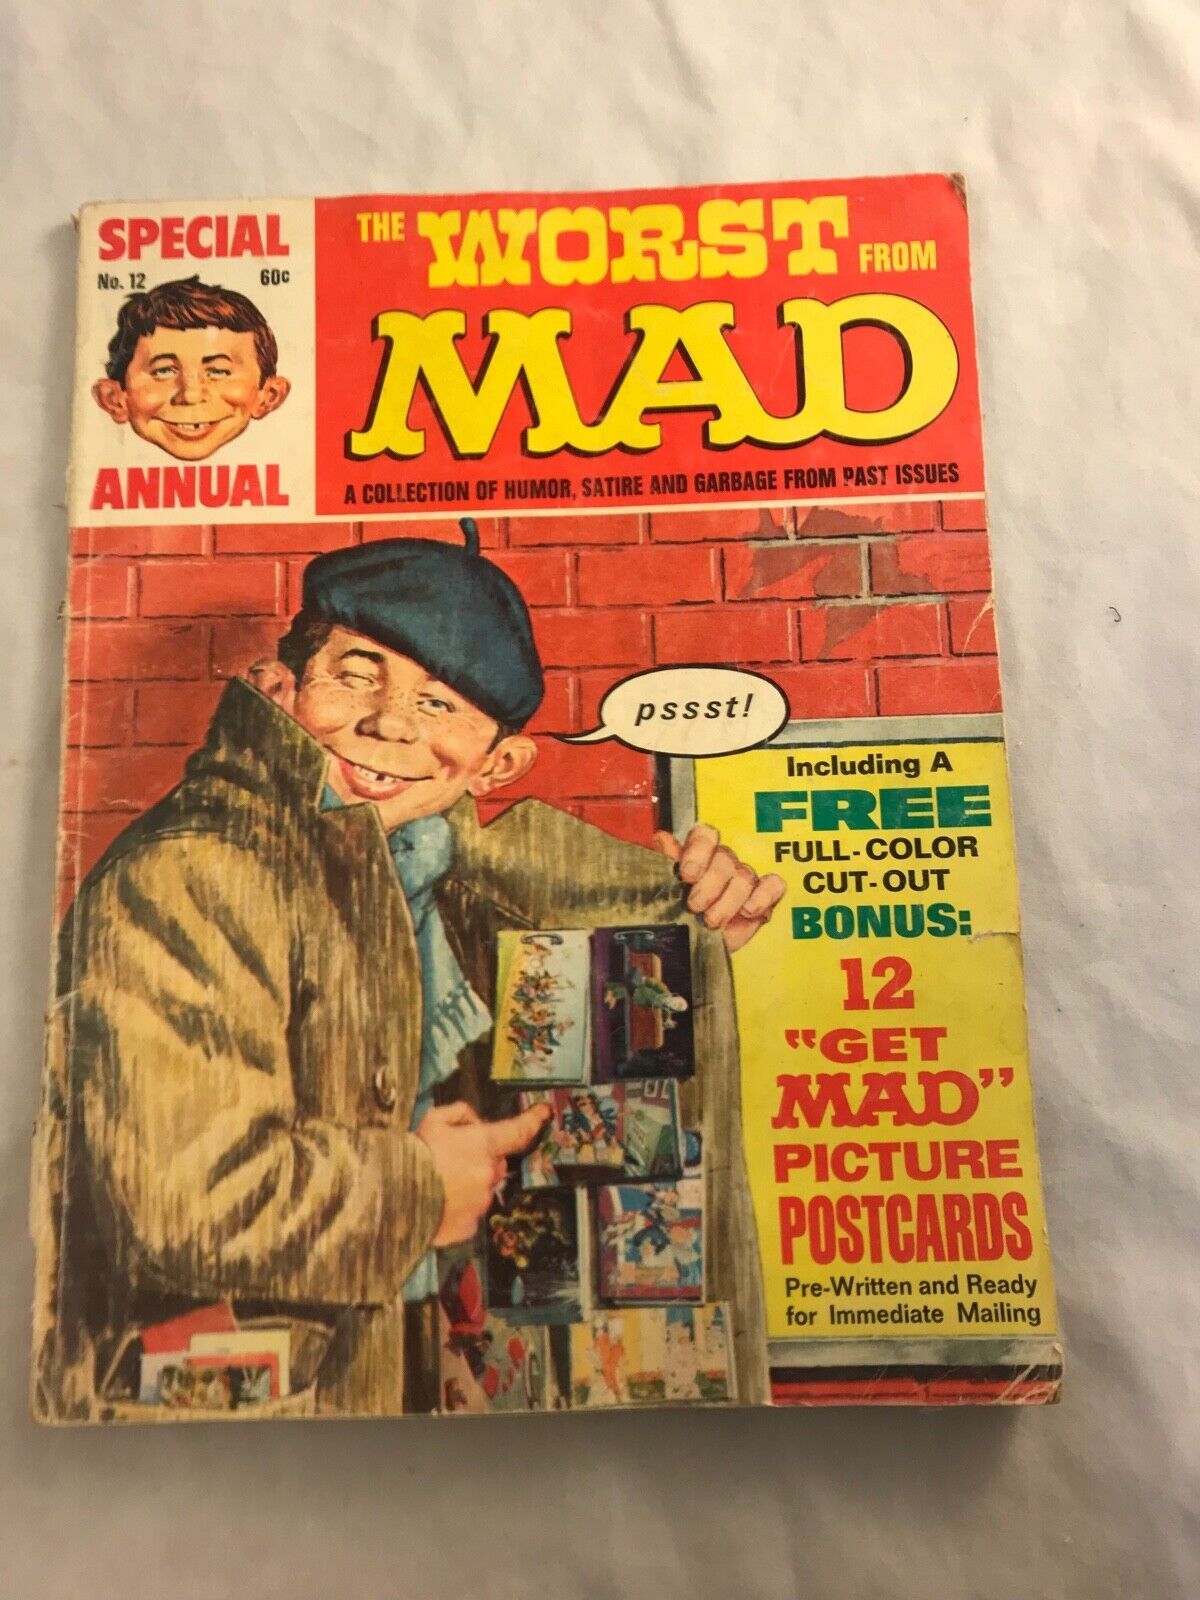 SPECIAL
No. 12 60c
ANNUAL
THE WORST FROM
MAD
A COLLECTION OF HUMOR, SATIRE AND GARBAGE FROM PAST ISSUES
pssst!
Including A
FREE
FULL-COLOR
CUT-OUT
BONUS:
12
"GET
MAD"
PICTURE
POSTCARDS
Pre-Written and Ready
for Immediate Mailing